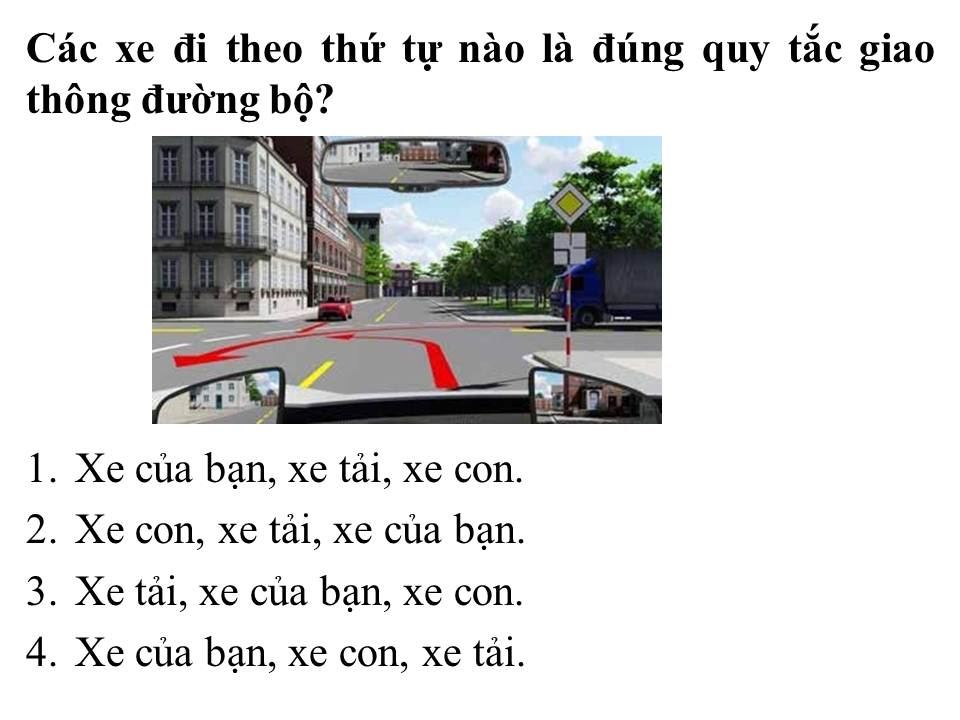 Các xe đi theo thứ tự nào là đúng quy tắc giao
thông đường bộ?
1. Xe của bạn, xe tải, xe con.
2. Xe con, xe tải, xe của bạn.
3. Xe tải, xe của bạn, xe con.
4. Xe của bạn, xe con, xe tải.